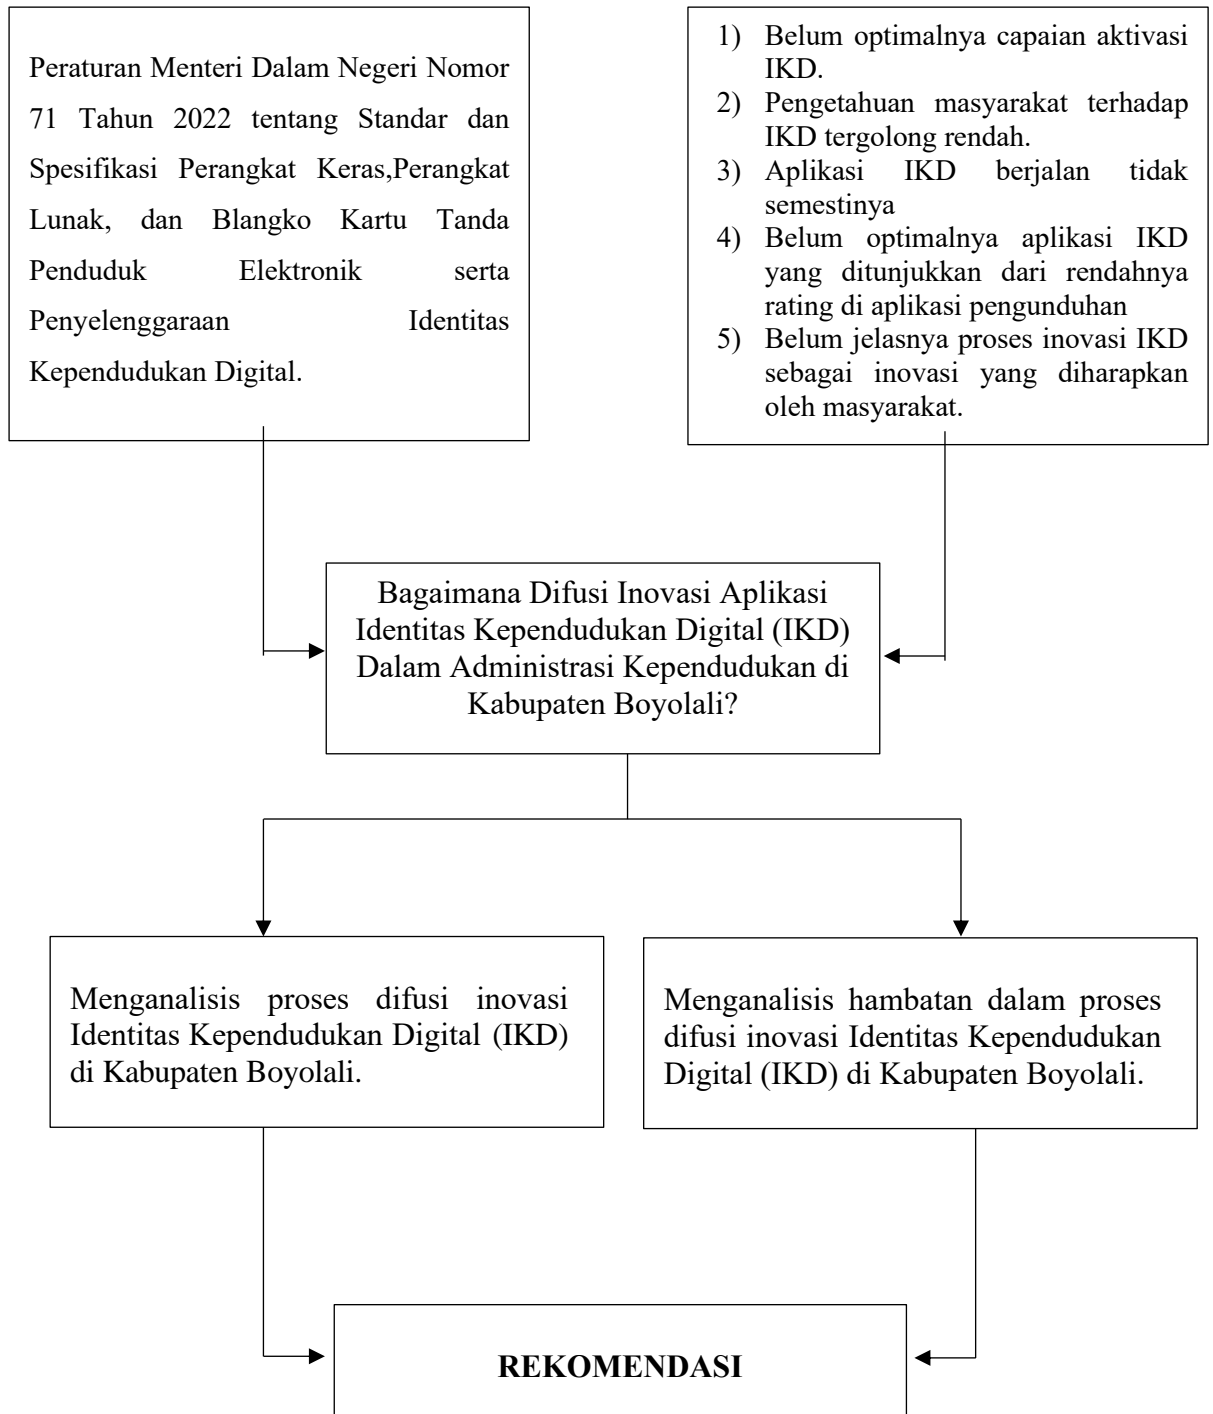 Peraturan Menteri Dalam Negeri Nomor
71 Tahun 2022 tentang Standar dan
Spesifikasi Perangkat Keras,Perangkat
Lunak, dan Blangko Kartu Tanda
Penduduk Elektronik serta
Penyelenggaraan Identitas
Kependudukan Digital.
1) Belum optimalnya capaian aktivasi
IKD.
2) Pengetahuan masyarakat terhadap
IKD tergolong rendah.
3) Aplikasi IKD berjalan tidak
semestinya
4) Belum optimalnya aplikasi IKD
yang ditunjukkan dari rendahnya
rating di aplikasi pengunduhan
5) Belum jelasnya proses inovasi IKD
sebagai inovasi yang diharapkan
oleh masyarakat.
Bagaimana Difusi Inovasi Aplikasi
Identitas Kependudukan Digital (IKD)
Dalam Administrasi Kependudukan di
Kabupaten Boyolali?
Menganalisis proses difusi inovasi
Identitas Kependudukan Digital (IKD)
di Kabupaten Boyolali.
Menganalisis hambatan dalam proses
difusi inovasi Identitas Kependudukan
Digital (IKD) di Kabupaten Boyolali.
REKOMENDASI